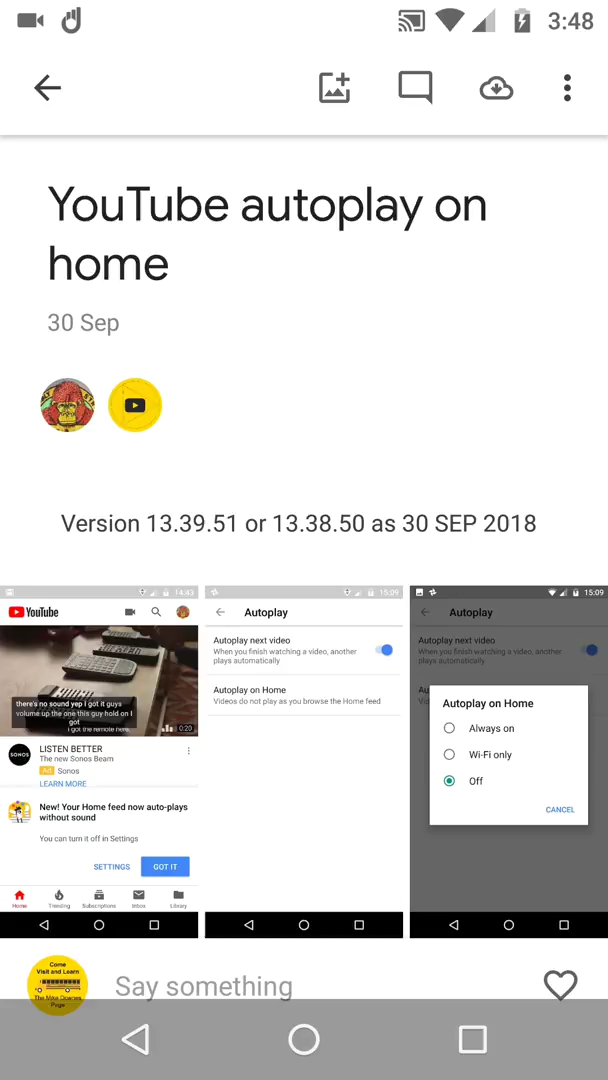 3:48
YouTube autoplay on
home
30 Sep
Version 13.39.51 or 13.38.50 as 30 SEP 2018
14:43
YouTube
there's no sound yep I got it guys
volume up the one this guy hold on I
got
I got the remote here.
0:20
SONOS
LISTEN BETTER
The new Sonos Beam
Ad Sonos
LEARN MORE
New! Your Home feed now auto-plays
without sound
You can turn it off in Settings
SETTINGS
GOT IT
Home
Trending
Subscriptions
Inbox
Library
15:09
Autoplay
Autoplay next video
When you finish watching a video, another
plays automatically
Autoplay on Home
Videos do not play as you browse the Home feed
15:09
Autoplay
Autoplay next video
When you finish watching a video, another
plays automatically
Au
Autoplay on Home
Always on
Wi-Fi only
Off
CANCEL
Come
Visit and Learn
The Mike Downes
Page
Say something